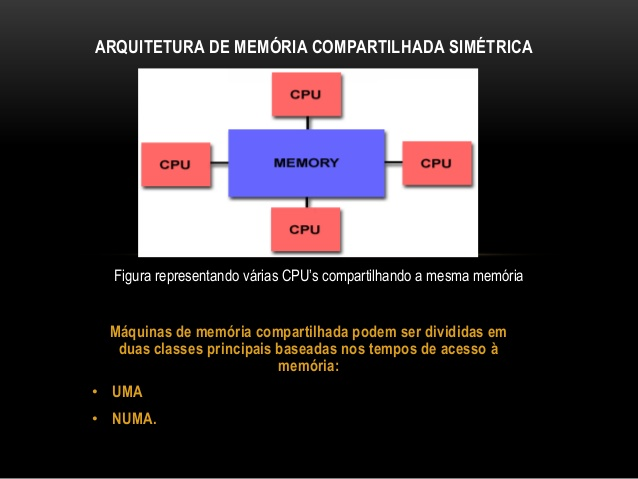 ARQUITETURA DE MEMÓRIA COMPARTILHADA SIMÉTRICA
CPU
CPU
MEMORY
CPU
CPU
Figura representando várias CPU's compartilhando a mesma memória
Máquinas de memória compartilhada podem ser divididas em
duas classes principais baseadas nos tempos de acesso à
memória:
• UMA
• NUMA.